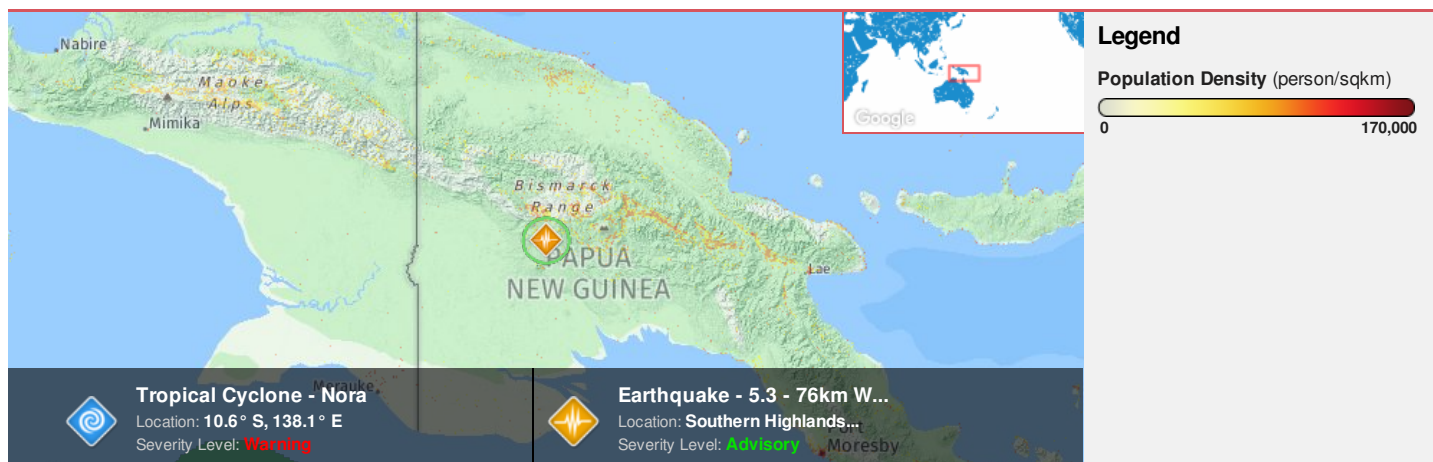 Nabire
Maoke
Alps
Mimika
Bismarck
Range
PAPUA
NEW GUINEA
Lae
Google
Merauke
Port
Moresby
Tropical Cyclone - Nora
Location: 10.6° S, 138.1° E
Severity Level: Warning
Earthquake - 5.3 - 76km W...
Location: Southern Highlands...
Severity Level: Advisory
Legend
Population Density (person/sqkm)
0 170,000